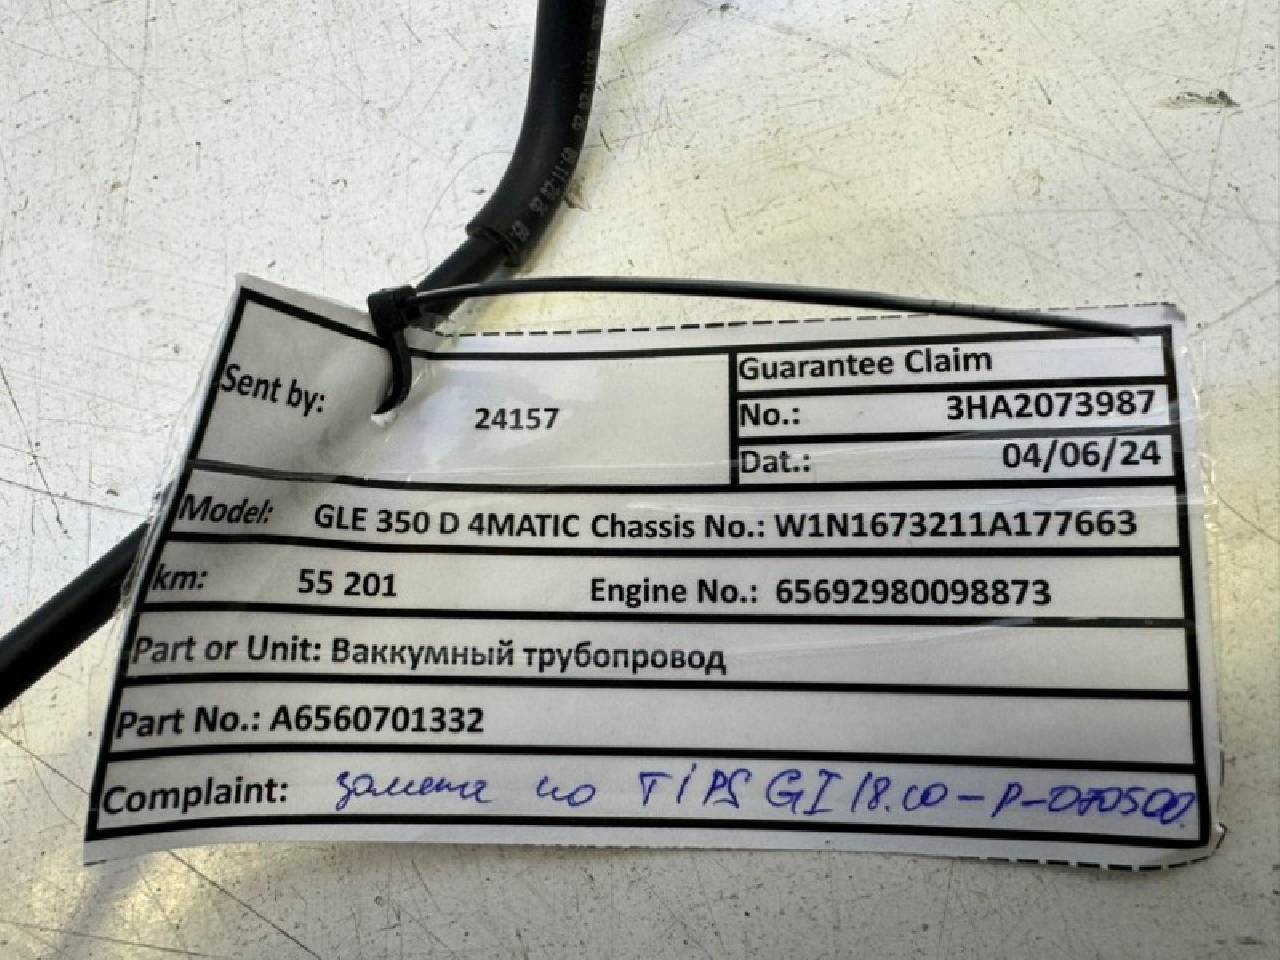 Sent by:
24157
Guarantee Claim
No.: 3HA2073987
Dat.: 04/06/24
Model: GLE 350 D 4MATIC Chassis No.: W1N1673211A177663
km: 55 201 Engine No.: 65692980098873
Part or Unit: Ваккумный трубопровод
Part No.: A6560701332
Complaint: замена по TIPS GI 18.00-P-070500.